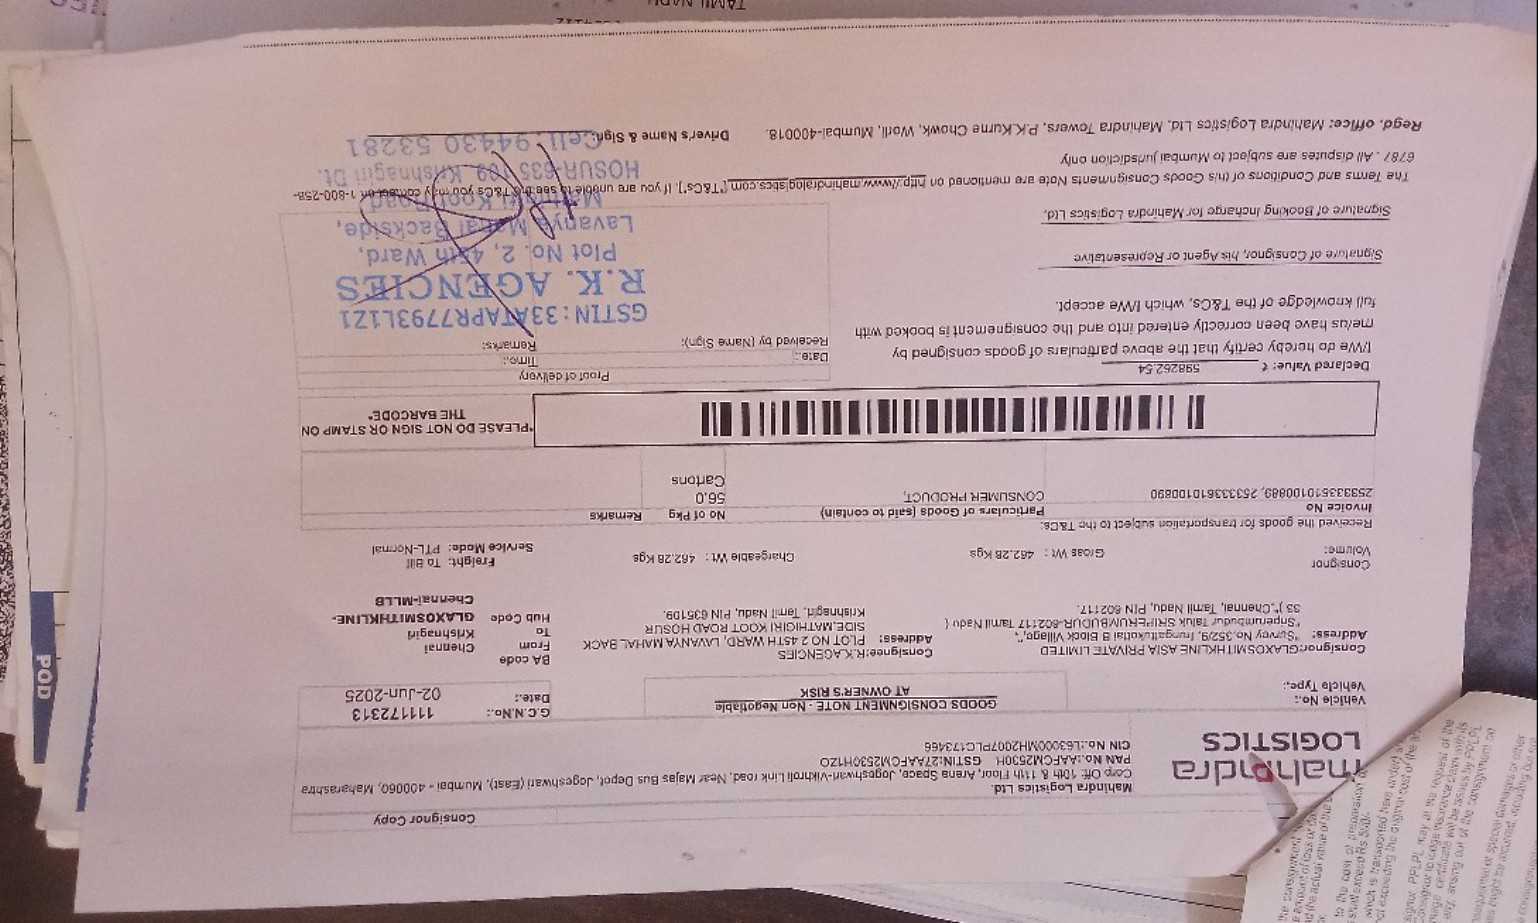 Consignor Copy
mahindra
LOGISTICS
Mahindra Logistics Ltd.
Corp Off: 10th & 11th Floor, Arena Space, Jogeshwari-Vikhroli Link road, Near Majas Bus Depot, Jogeshwari (East), Mumbai - 400060, Maharashtra
PAN No.:AAFCM2530H GSTIN:27AAFCM2530H1ZO
CIN No.:L63000MH2007PLC173466
Vehicle No.:
Vehicle Type.:
GOODS CONSIGNMENT NOTE - Non Negotiable
AT OWNER'S RISK
G.C.N.No.: 111172313
Date.: 02-Jun-2025
Consignor:GLAXOSMITHKLINE ASIA PRIVATE LIMITED
Address: "Survey No.352/9, Irungattukottai B Block Village,",
"Sriperumbudur Taluk SRIPERUMBUDUR-602117 Tamil Nadu (
33 )",Chennai, Tamil Nadu, PIN 602117.
Consignee:R.K.AGENCIES
Address: PLOT NO 2 45TH WARD, LAVANYA MAHAL BACK
SIDE,MATHIGIRI KOOT ROAD HOSUR
Krishnagiri, Tamil Nadu, PIN 635109.
BA code
From Chennai
To Krishnagiri
Hub Code GLAXOSMITHKLINE-
Chennai-MLLB
Consignor
Volume:
Gross Wt : 462.28 Kgs
Chargeable Wt : 462.28 Kgs
Freight: To Bill
Service Mode: PTL-Normal
Received the goods for transportation subject to the T&Cs:
Invoice No Particulars of Goods (said to contain) No of Pkg Remarks
CONSUMER PRODUCT, 56.0
Cartons
"PLEASE DO NOT SIGN OR STAMP ON
THE BARCODE"
Declared Value: ₹ 598262.54
I/We do hereby certify that the above particulars of goods consigned by
me/us have been correctly entered into and the consignment is booked with
full knowledge of the T&Cs, which I/We accept.
Signature of Consignor, his Agent or Representative
Signature of Booking Incharge for Mahindra Logistics Ltd.
Proof of delivery
Date.: Time.:
Received by (Name Sign): Remarks:
GSTIN: 33ATAPR7793L1Z1
R.K. AGENCIES
Plot No. 2, 45th Ward,
Lavanya Mahal Backside,
Koot Road
HOSUR-635 109. Krishnagiri Dt.
Cell : 94430 53281
The Terms and Conditions of this Goods Consignments Note are mentioned on http://www.mahindralogistics.com ["T&Cs"]. If you are unable to see the T&Cs you may contact on 1-800-258-
6787 . All disputes are subject to Mumbai jurisdiction only
Regd. office: Mahindra Logistics Ltd, Mahindra Towers, P.K.Kurne Chowk, Worli, Mumbai-400018. Driver's Name & Sign:
POD
TAMIL NADU